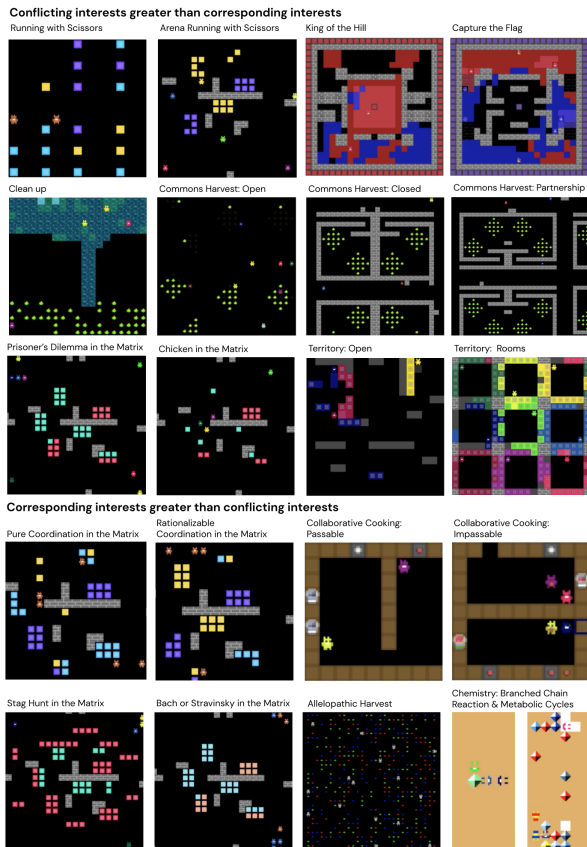 Conflicting interests greater than corresponding interests
Running with Scissors
Arena Running with Scissors
King of the Hill
Capture the Flag
Clean up
Commons Harvest: Open
Commons Harvest: Closed
Commons Harvest: Partnership
Prisoner's Dilemma in the Matrix
Chicken in the Matrix
Territory: Open
Territory: Rooms
Corresponding interests greater than conflicting interests
Pure Coordination in the Matrix
Rationalizable
Coordination in the Matrix
Collaborative Cooking:
Passable
Collaborative Cooking:
Impassable
Stag Hunt in the Matrix
Bach or Stravinsky in the Matrix
Allelopathic Harvest
Chemistry: Branched Chain
Reaction & Metabolic Cycles